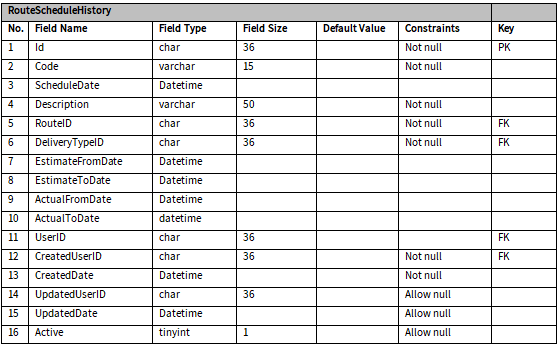 RouteScheduleHistory
No. Field Name Field Type Field Size Default Value Constraints Key
1 Id char 36 Not null PK
2 Code varchar 15 Not null
3 ScheduleDate Datetime
4 Description varchar 50 Not null
5 RouteID char 36 Not null FK
6 DeliveryTypeID char 36 Not null FK
7 EstimateFromDate Datetime
8 EstimateToDate Datetime
9 ActualFromDate Datetime
10 ActualToDate datetime
11 UserID char 36 FK
12 CreatedUserID char 36 Not null FK
13 CreatedDate Datetime Not null
14 UpdatedUserID char 36 Allow null
15 UpdatedDate Datetime Allow null
16 Active tinyint 1 Allow null